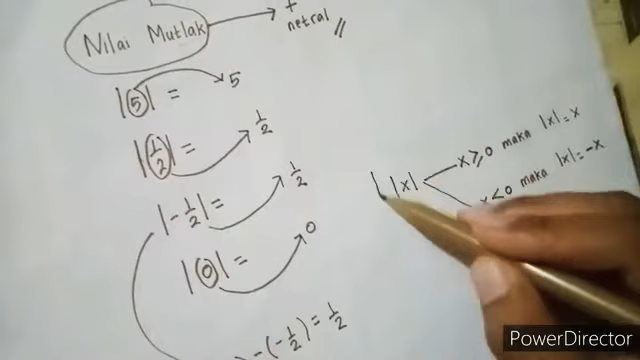 +
netral
Nilai Mutlak
|5| = 5
|1/2| = 1/2
|-1/2| = 1/2
|0| = 0
-(-1/2) = 1/2
|x|
x ≥ 0 maka |x| = x
x < 0 maka |x| = -x
PowerDirector